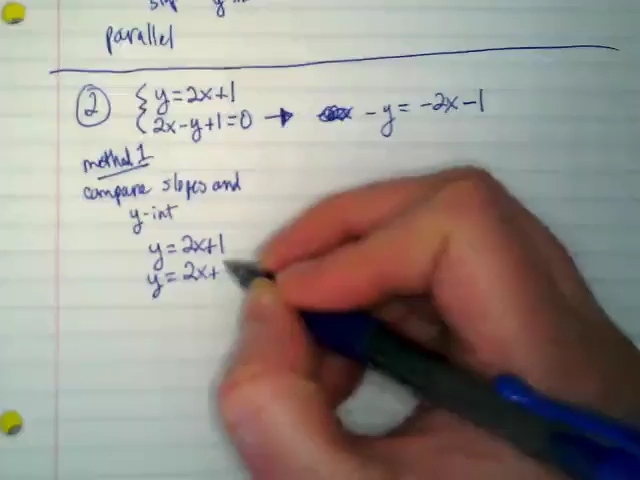 parallel
2 { y=2x+1
2x-y+1=0 → -y= -2x-1
method 1
compare slopes and
y-int
y=2x+1
y=2x+